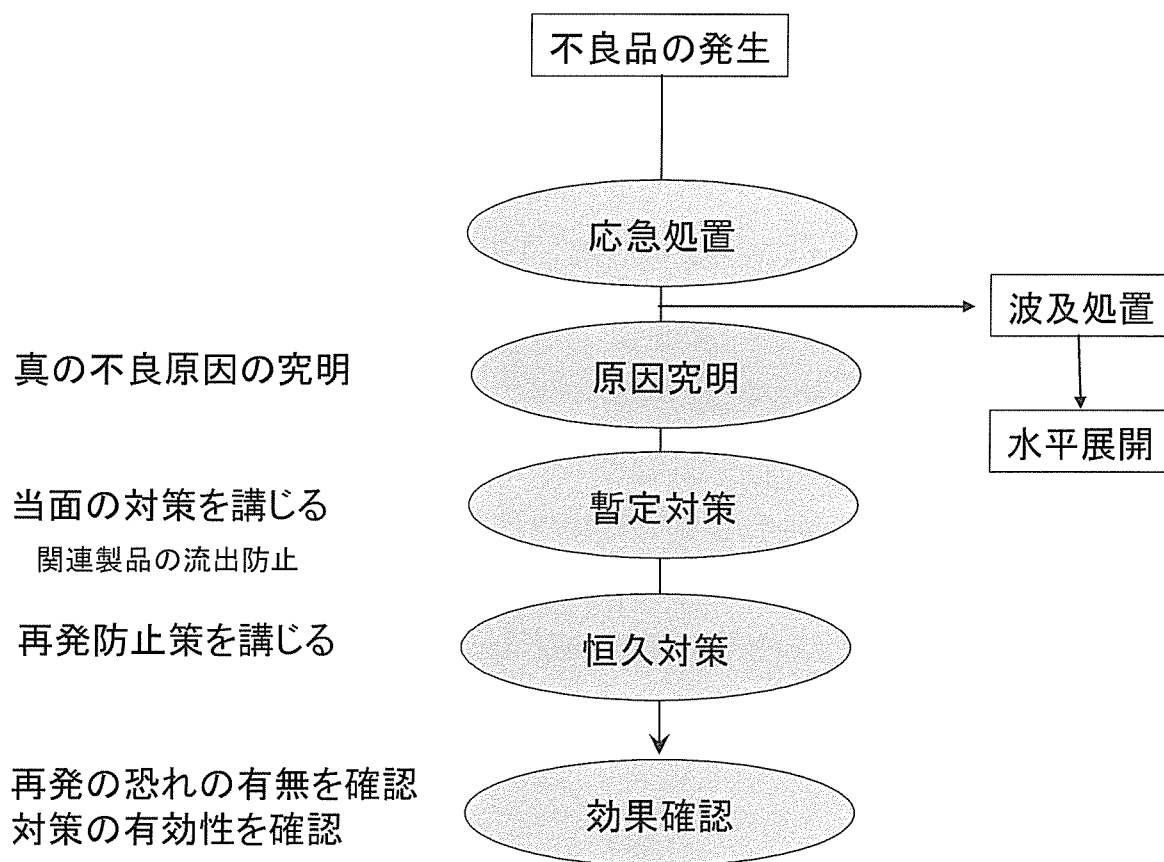 不良品の発生
応急処置
波及処置
真の不良原因の究明
原因究明
水平展開
当面の対策を講じる
暫定対策
関連製品の流出防止
再発防止策を講じる
恒久対策
再発の恐れの有無を確認
対策の有効性を確認
効果確認